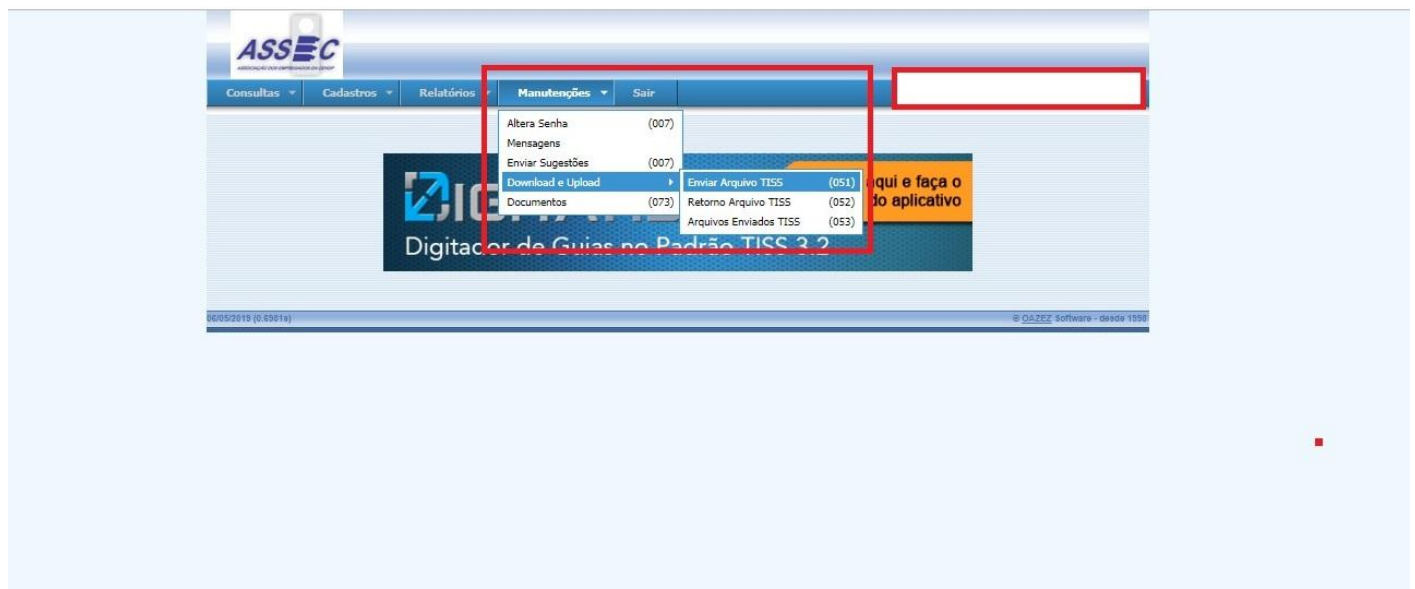 ASSEC
Consultas Cadastros Relatórios Manutenções Sair
Altera Senha (007)
Mensagens
Enviar Sugestões (007)
Download e Upload Enviar Arquivo TISS (051)
Documentos (073) Retorno Arquivo TISS (052)
Arquivos Enviados TISS (053)
aqui e faça o
do aplicativo
Digitador de Guias no Padrão TISS 3.2
06/05/2019 (0.6901s) © OAZEZ Software - desde 1998